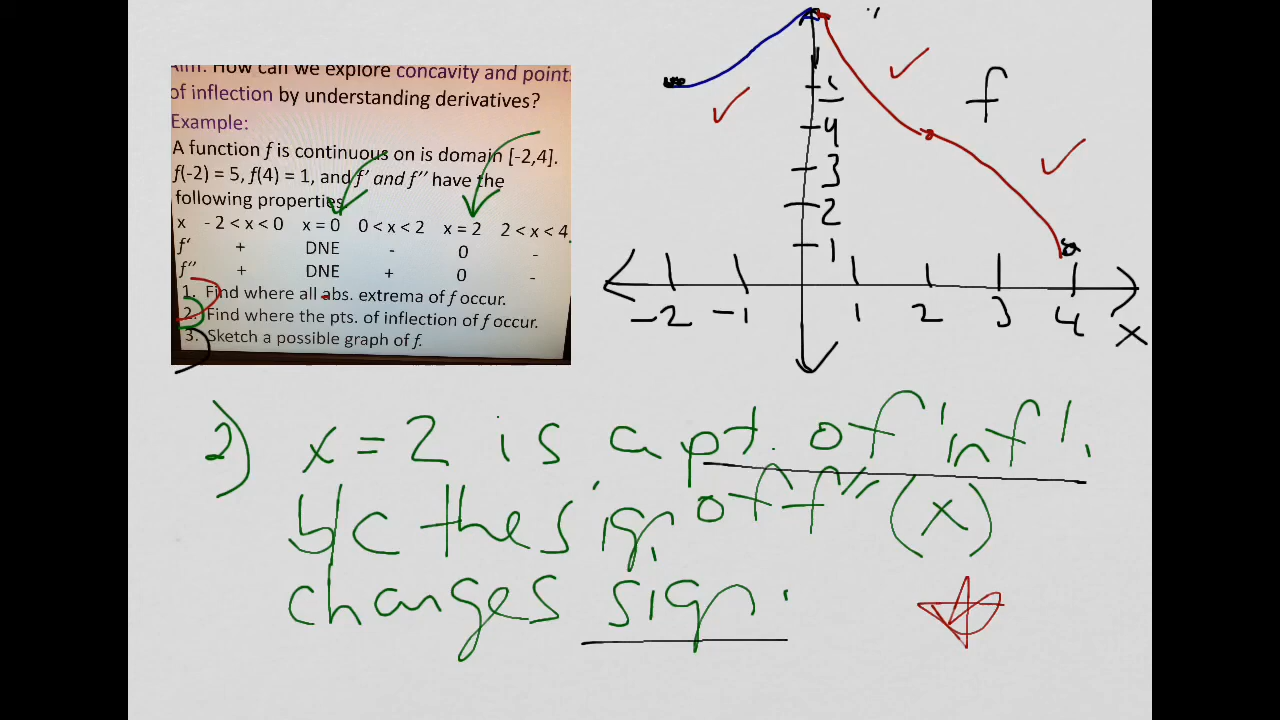 Aim: How can we explore concavity and point
of inflection by understanding derivatives?
Example:
A function f is continuous on is domain [-2,4].
f(-2) = 5, f(4) = 1, and f' and f'' have the
following properties
x - 2 < x < 0 x = 0 0 < x < 2 x = 2 2 < x < 4
f' + DNE - 0 -
f'' + DNE + 0 -
1. Find where all abs. extrema of f occur.
2. Find where the pts. of inflection of f occur.
3. Sketch a possible graph of f.
f
4
3
2
1
-2 -1 1 2 3 4 x
2) x = 2 is a pt. of infl.
b/c the sign of f''(x)
changes sign.